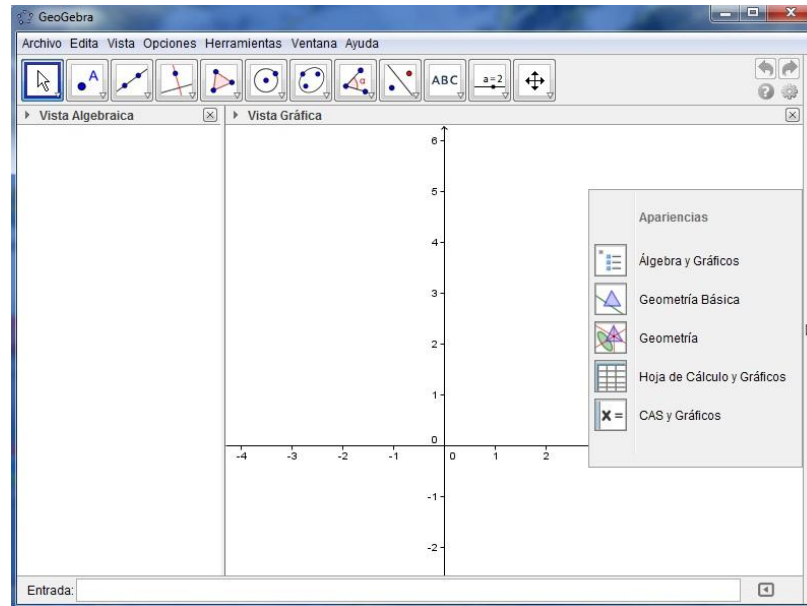 GeoGebra
Archivo Edita Vista Opciones Herramientas Ventana Ayuda
A
α
ABC
a=2
Vista Algebraica
Vista Gráfica
6
5
4
3
2
1
0
-4 -3 -2 -1 0 1 2
-1
-2
Apariencias
Álgebra y Gráficos
Geometría Básica
Geometría
Hoja de Cálculo y Gráficos
x =
CAS y Gráficos
Entrada: